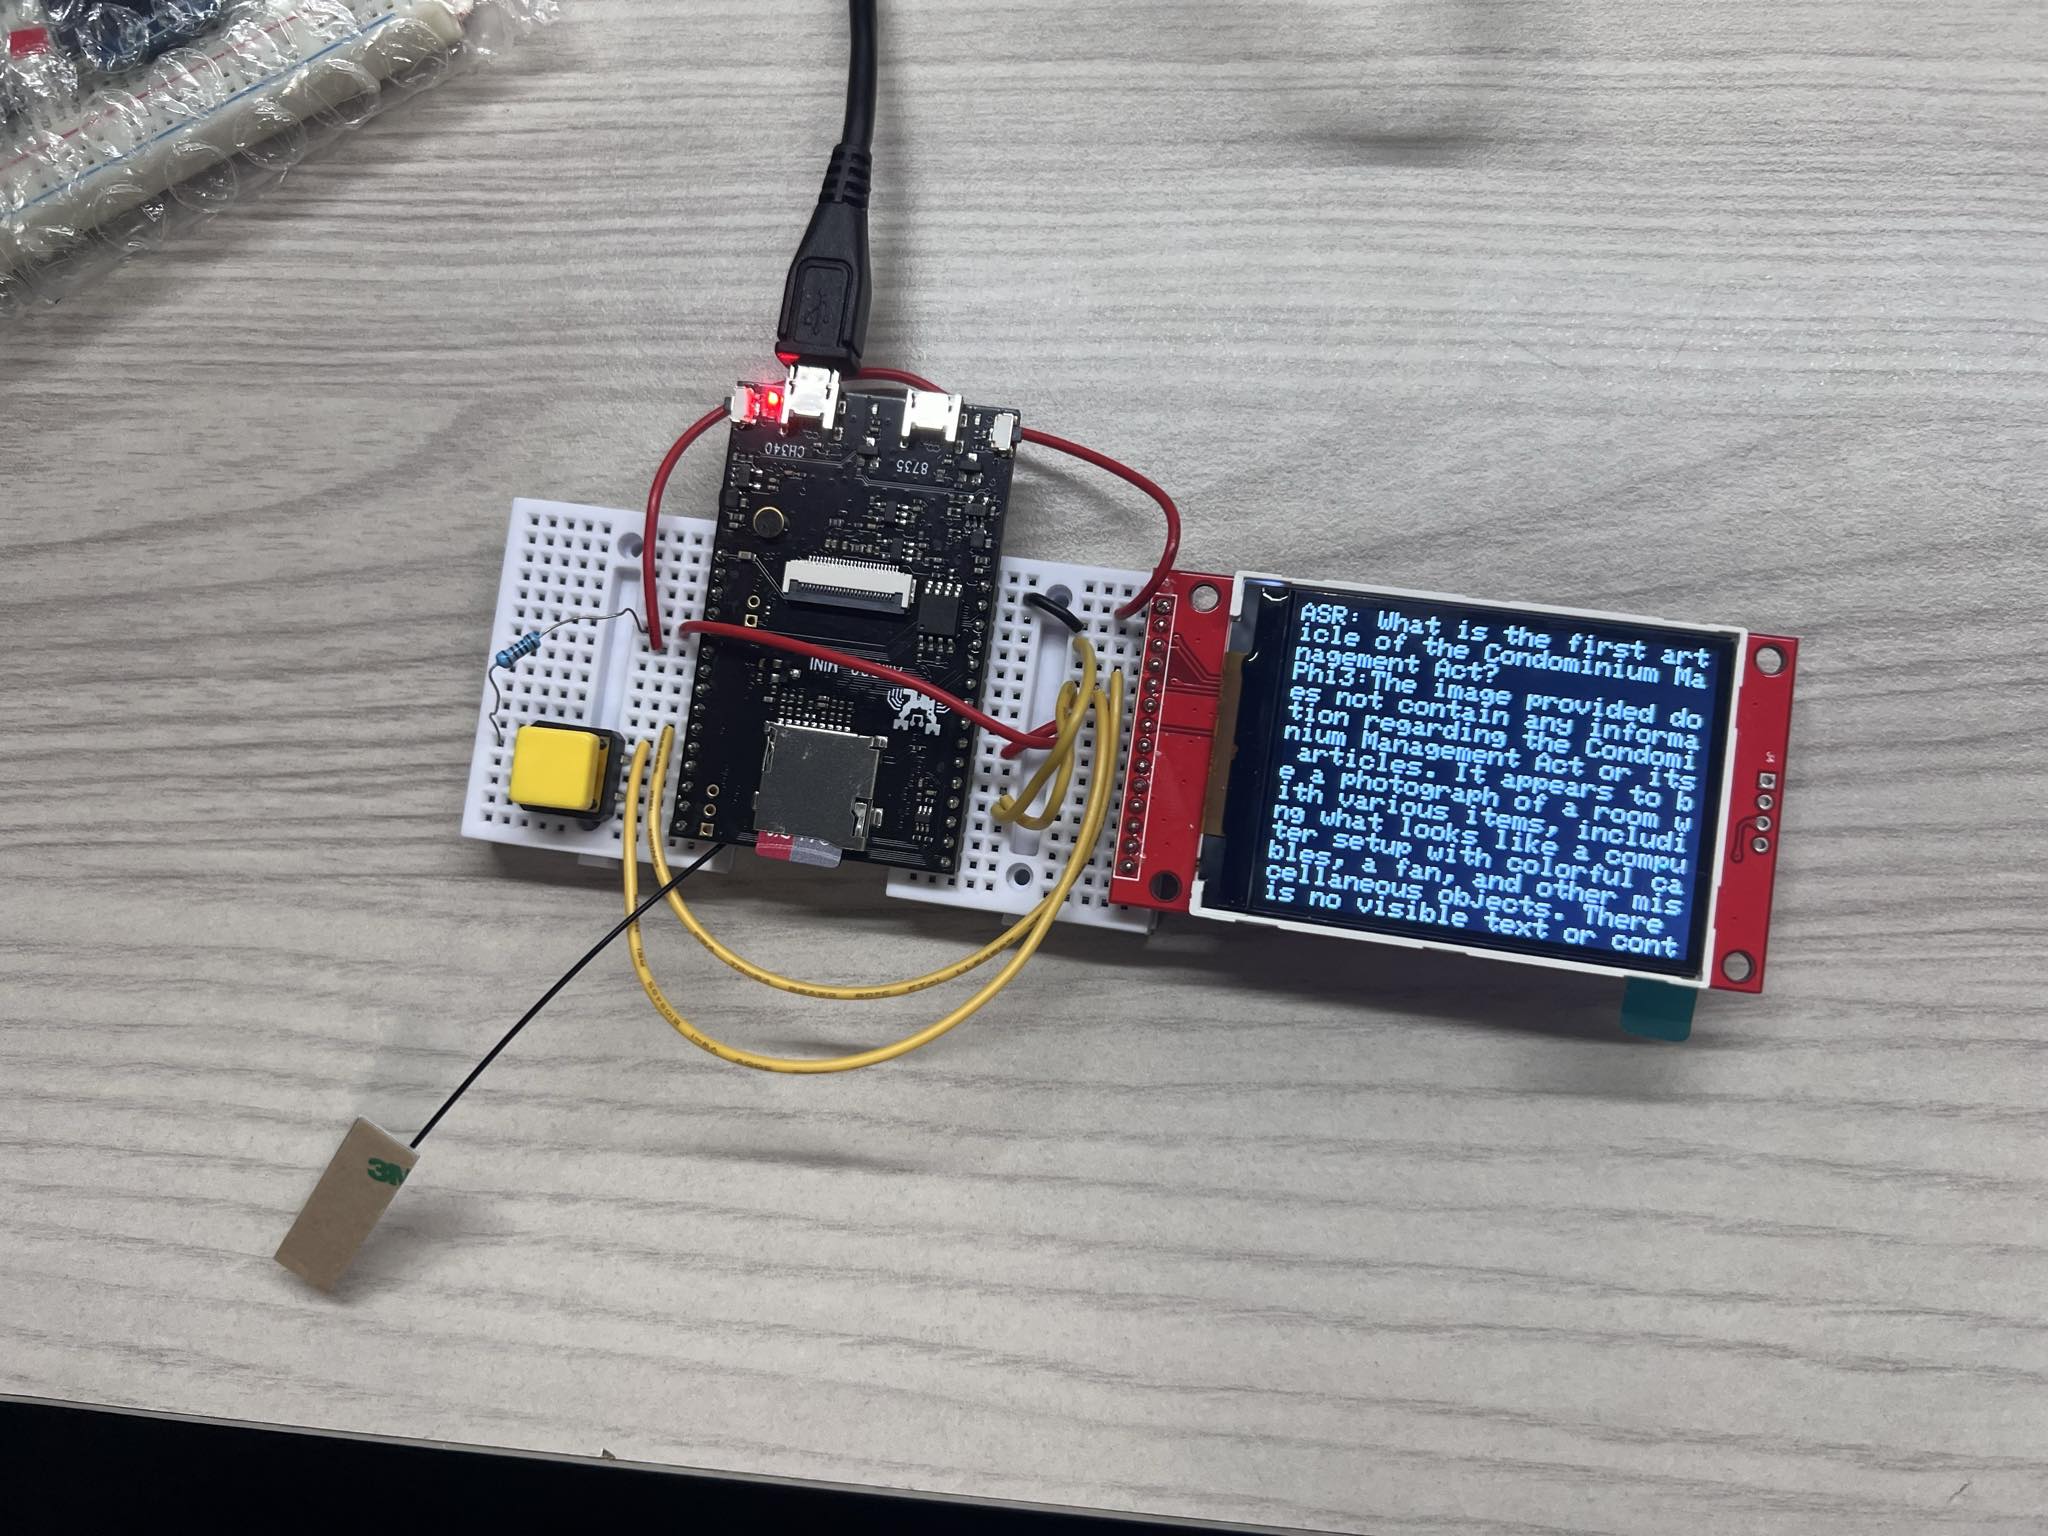 CH340
8735
MINI
3M
J4
ASR: What is the first art
icle of the Condominium Ma
nagement Act?
Phi3:The image provided do
es not contain any informa
tion regarding the Condomi
nium Management Act or its
 articles. It appears to b
e a photograph of a room w
ith various items, includi
ng what looks like a compu
ter setup with colorful ca
bles, a fan, and other mis
cellaneous objects. There 
is no visible text or cont